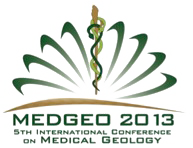 MEDGEO 2013
5TH INTERNATIONAL CONFERENCE
ON MEDICAL GEOLOGY